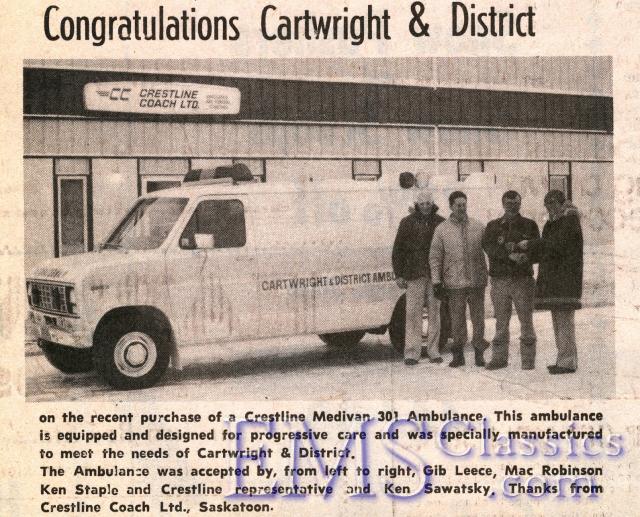 Congratulations Cartwright & District
CC CRESTLINE
COACH LTD.
CARTWRIGHT & DISTRICT AMBU
on the recent purchase of a Crestline Medivan 301 Ambulance. This ambulance
is equipped and designed for progressive care and was specially manufactured
to meet the needs of Cartwright & District.
The Ambulance was accepted by, from left to right, Gib Leece, Mac Robinson
Ken Staple and Crestline representative and Ken Sawatsky. Thanks from
Crestline Coach Ltd., Saskatoon.
EMS Classics
.com